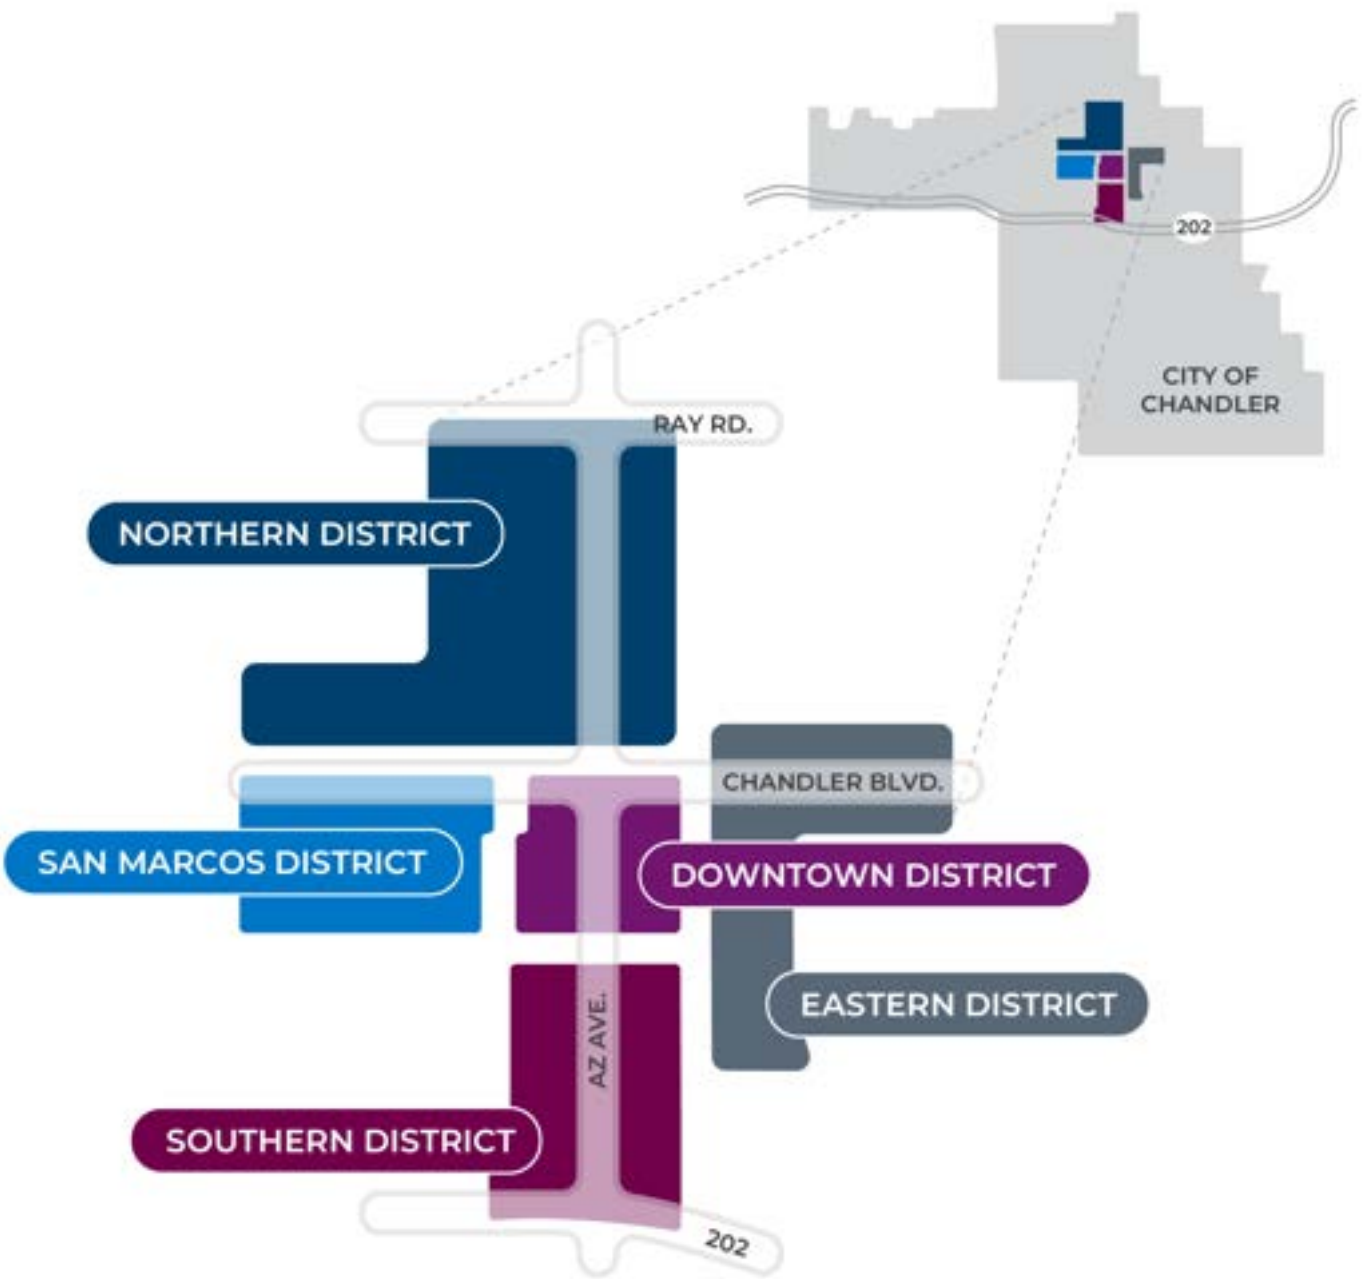 202
CITY OF
CHANDLER
RAY RD.
NORTHERN DISTRICT
CHANDLER BLVD.
SAN MARCOS DISTRICT
DOWNTOWN DISTRICT
EASTERN DISTRICT
AZ AVE.
SOUTHERN DISTRICT
202